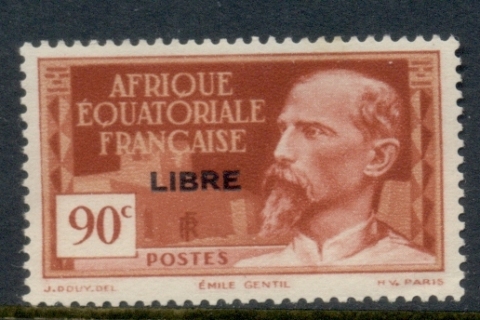 AFRIQUE
ÉQUATORIALE
FRANÇAISE
LIBRE
90c
RF
POSTES
J.DOUY.DEL. ÉMILE GENTIL H.V. PARIS